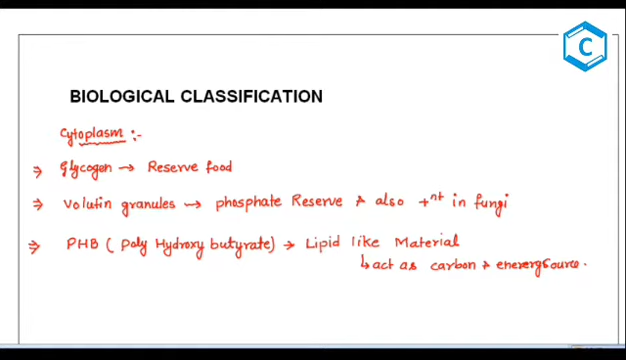 C
BIOLOGICAL CLASSIFICATION
Cytoplasm :-
⇒ Glycogen → Reserve food
⇒ Volutin granules → phosphate Reserve & also +nt in fungi
⇒ PHB ( Poly Hydroxy butyrate) → Lipid like Material
↳ act as carbon & energy source.